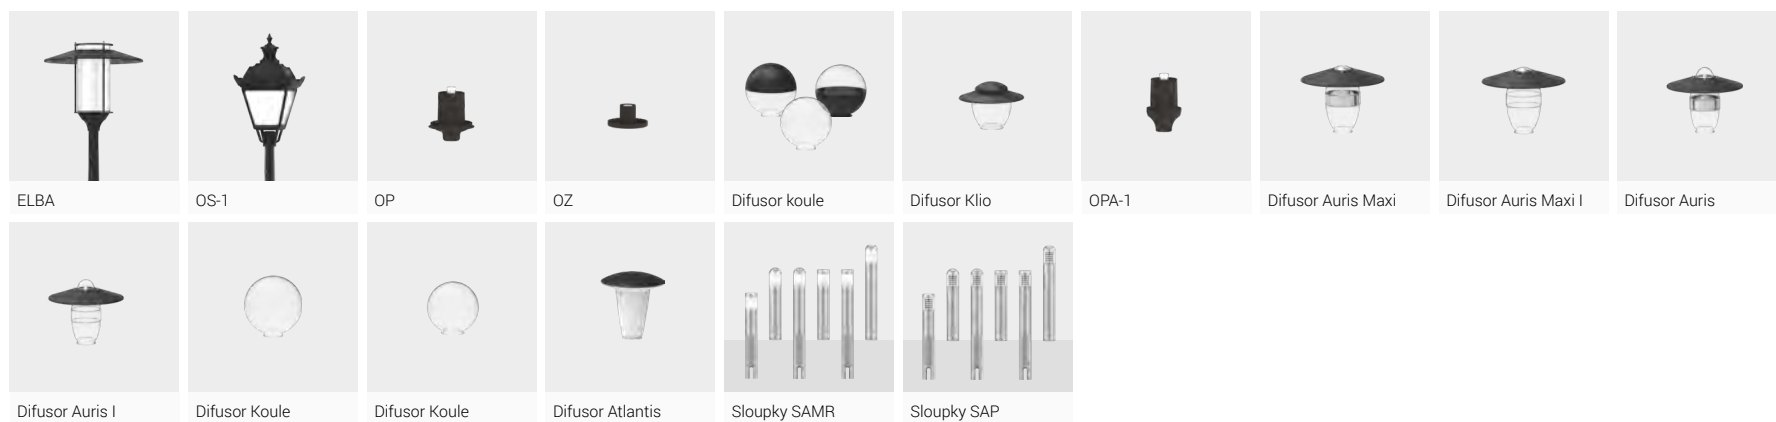 ELBA
OS-1
OP
OZ
Difusor koule
Difusor Klio
OPA-1
Difusor Auris Maxi
Difusor Auris Maxi I
Difusor Auris
Difusor Auris I
Difusor Koule
Difusor Koule
Difusor Atlantis
Sloupky SAMR
Sloupky SAP